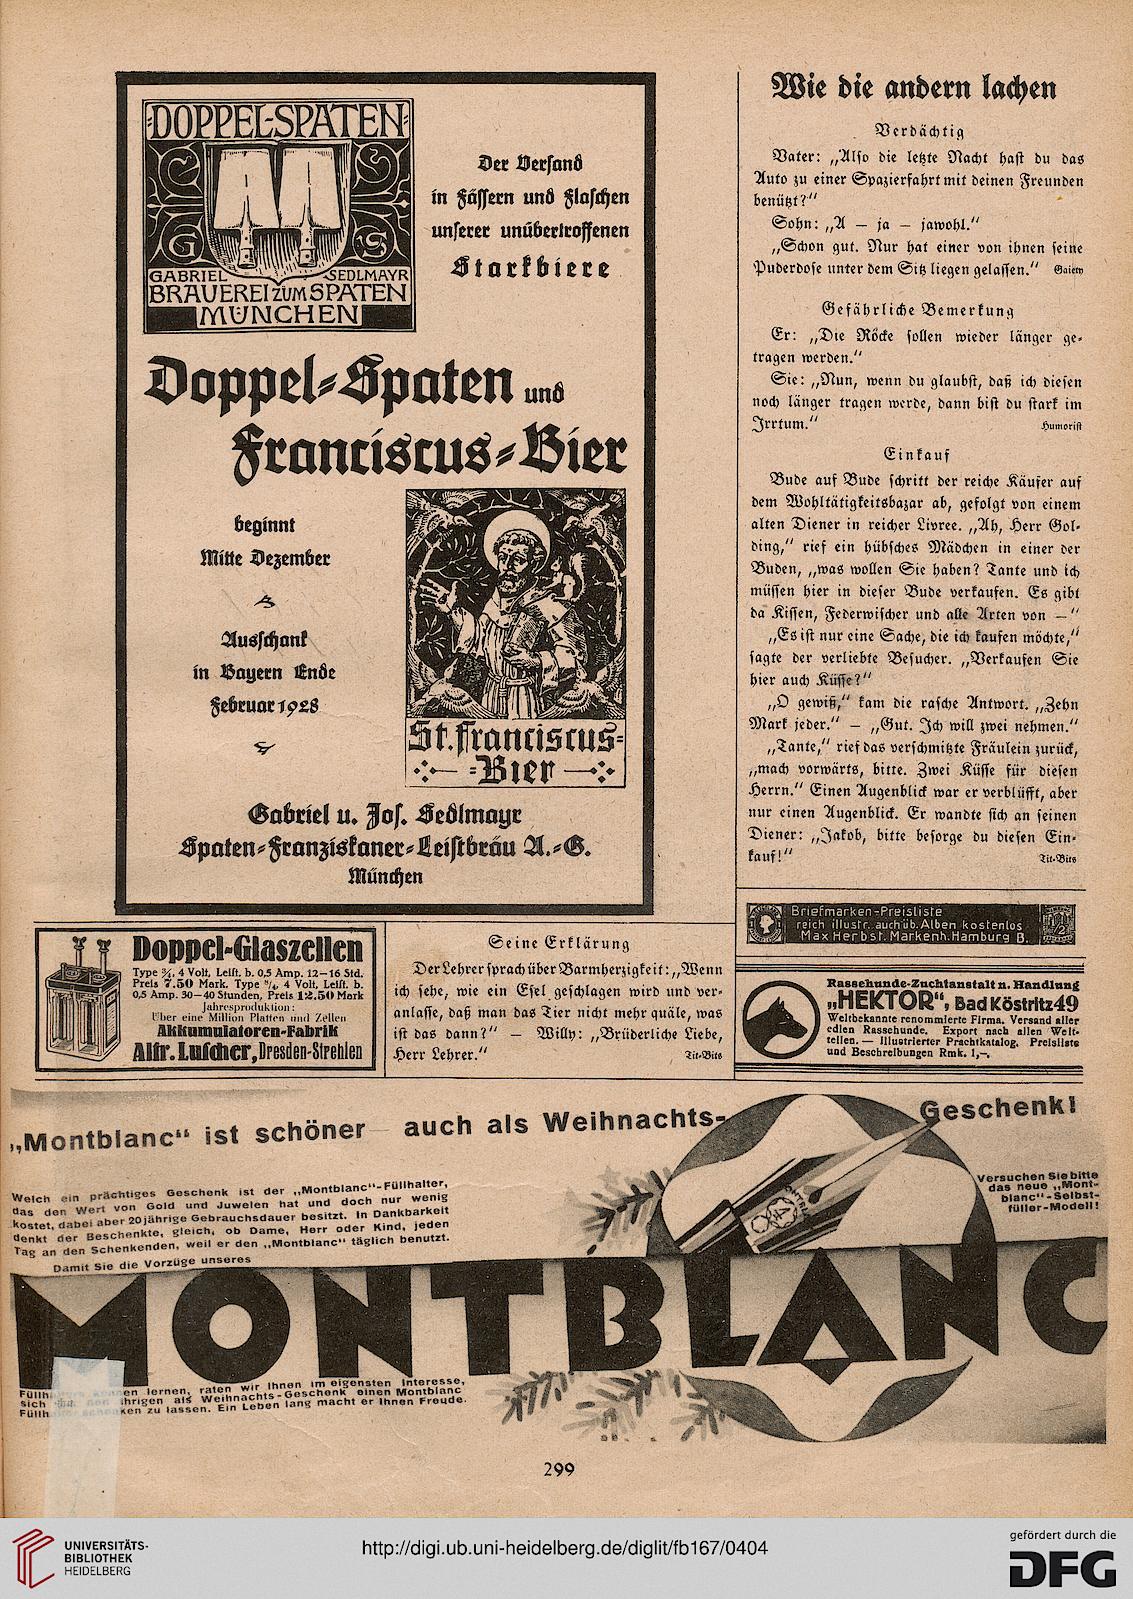 DOPPEL-SPATEN
G S
GABRIEL SEDLMAYR
BRAUEREI ZUM SPATEN
MÜNCHEN
Der Versand
in Fässern und Flaschen
unserer unübertroffenen
Starkbiere
Doppel-Spaten und
Franciscus-Bier
beginnt
Mitte Dezember
Ausschank
in Bayern Ende
Februar 1928
St. Franciscus-
-Bier
Gabriel u. Jos. Sedlmayr
Spaten-Franziskaner-Leistbräu A.-G.
München
Wie die andern lachen
Verdächtig
Vater: „Also die letzte Nacht hast du das
Auto zu einer Spazierfahrt mit deinen Freunden
benützt?“
Sohn: „A — ja — jawohl.“
„Schon gut. Nur hat einer von ihnen seine
Puderdose unter dem Sitz liegen gelassen.“ Gaiety
Gefährliche Bemerkung
Er: „Die Röcke sollen wieder länger ge-
tragen werden.“
Sie: „Nun, wenn du glaubst, daß ich diesen
noch länger tragen werde, dann bist du stark im
Irrtum.“ Humorist
Einkauf
Bude auf Bude schritt der reiche Käufer auf
dem Wohltätigkeitsbazar ab, gefolgt von einem
alten Diener in reicher Livree. „Ah, Herr Gol-
ding,“ rief ein hübsches Mädchen in einer der
Buden, „was wollen Sie haben? Tante und ich
müssen hier in dieser Bude verkaufen. Es gibt
da Kissen, Federwischer und alle Arten von —“
„Es ist nur eine Sache, die ich kaufen möchte,“
sagte der verliebte Besucher. „Verkaufen Sie
hier auch Küsse?“
„O gewiß,“ kam die rasche Antwort. „Zehn
Mark jeder.“ — „Gut. Ich will zwei nehmen.“
„Tante,“ rief das verschmitzte Fräulein zurück,
„mach vorwärts, bitte. Zwei Küsse für diesen
Herrn.“ Einen Augenblick war er verblüfft, aber
nur einen Augenblick. Er wandte sich an seinen
Diener: „Jakob, bitte besorge du diesen Ein-
kauf!“ Tit-Bits
Briefmarken-Preisliste
reich illustr. auch üb. Alben kostenlos
Max Herbst, Markenh. Hamburg B.
Rassehunde-Zuchtanstalt u. Handlung
„HEKTOR“, Bad Köstritz 49
Weltbekannte renommierte Firma. Versand aller
edlen Rassehunde. Export nach allen Welt-
teilen. — Illustrierter Prachtkatalog. Preisliste
und Beschreibungen Rmk. 1,-.
Doppel-Glaszellen
Type ¾, 4 Volt, Leist. b. 0,5 Amp. 12—16 Std.
Preis 7.50 Mark. Type ⁵/₄, 4 Volt, Leist. b.
0,5 Amp. 30—40 Stunden, Preis 12.50 Mark
Jahresproduktion:
Über eine Million Platten und Zellen
Akkumulatoren-Fabrik
Alfr. Luscher, Dresden-Strehlen
Seine Erklärung
Der Lehrer sprach über Barmherzigkeit: „Wenn
ich sehe, wie ein Esel geschlagen wird und ver-
anlasse, daß man das Tier nicht mehr quäle, was
ist das dann?“ — Willy: „Brüderliche Liebe,
Herr Lehrer.“ Tit-Bits
„Montblanc“ ist schöner auch als Weihnachts-Geschenk!
Welch ein prächtiges Geschenk ist der „Montblanc“-Füllhalter,
das den Wert von Gold und Juwelen hat und doch nur wenig
kostet, dabei aber 20jährige Gebrauchsdauer besitzt. In Dankbarkeit
denkt der Beschenkte, gleich, ob Dame, Herr oder Kind, jeden
Tag an den Schenkenden, weil er den „Montblanc“ täglich benutzt.
Damit Sie die Vorzüge unseres
Versuchen Sie bitte
das neue „Mont-
blanc“-Selbst-
füller-Modell!
MONTBLANC
lernen, raten wir Ihnen im eigensten Interesse,
sich Ihrigen als Weihnachts-Geschenk einen Montblanc
zu lassen. Ein Leben lang macht er Ihnen Freude.
299
UNIVERSITÄTS-
BIBLIOTHEK
HEIDELBERG
http://digi.ub.uni-heidelberg.de/diglit/fb167/0404
gefördert durch die
DFG